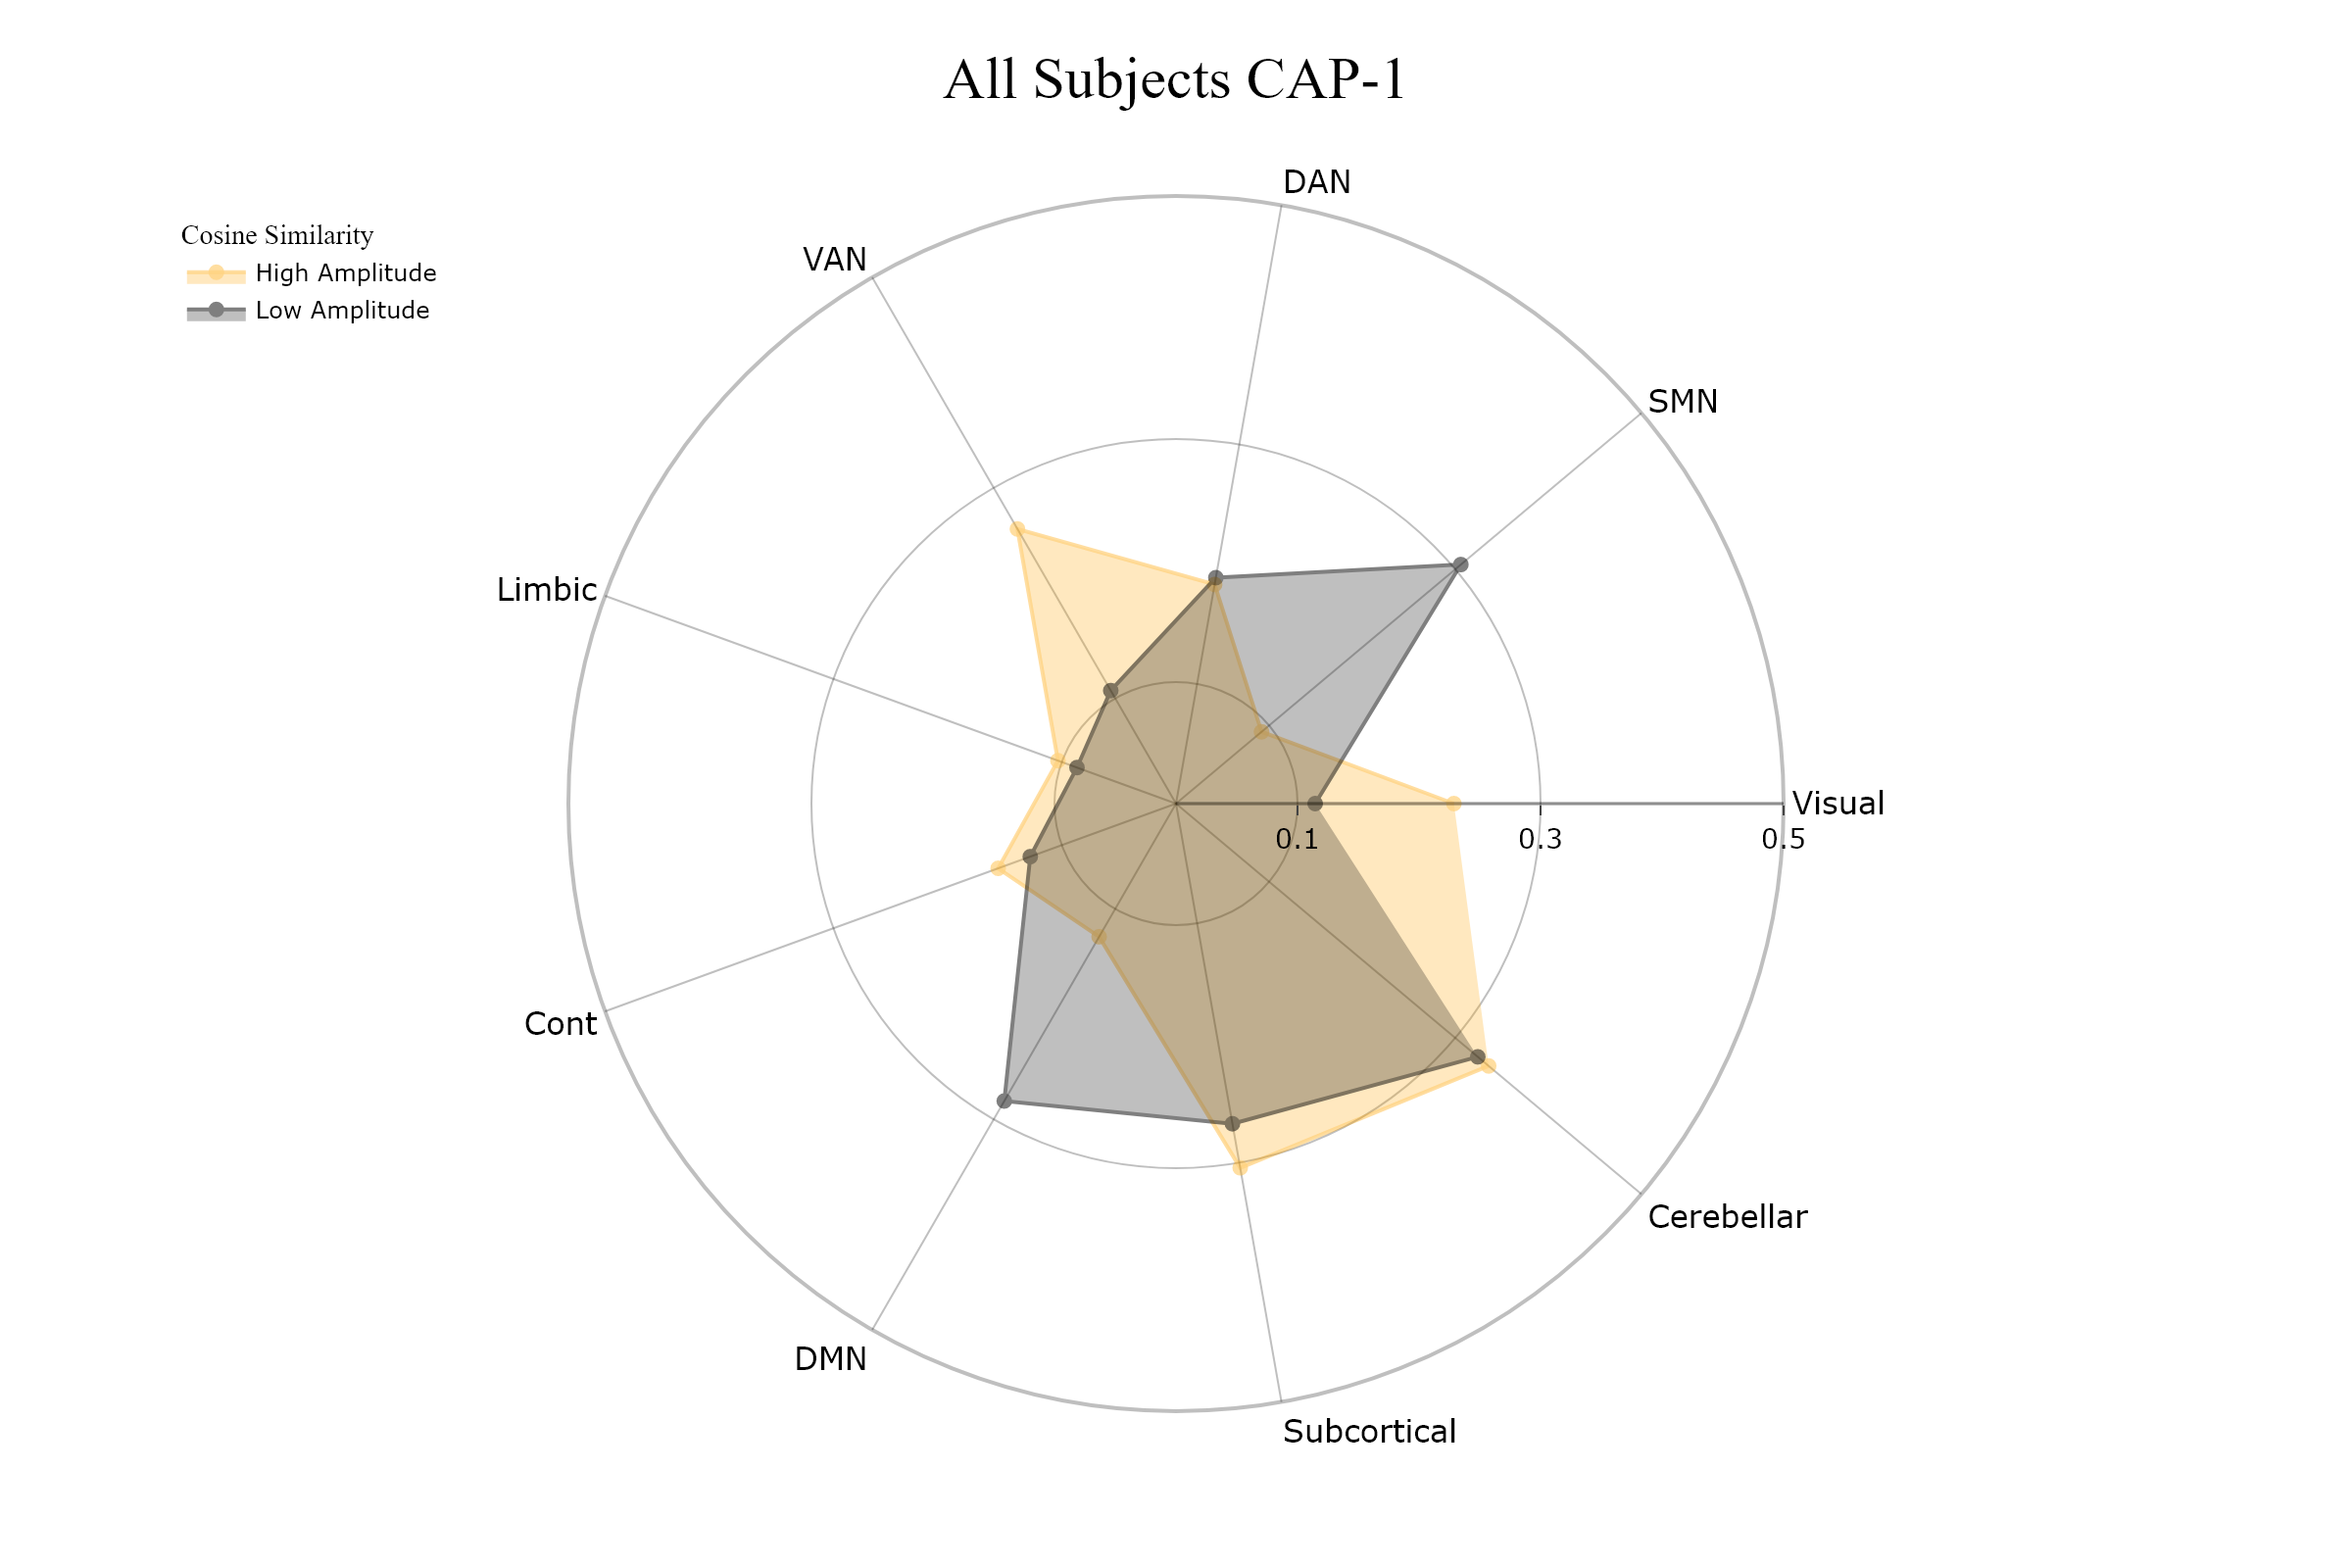 All Subjects CAP-1
Cosine Similarity
High Amplitude
Low Amplitude
DAN
VAN
SMN
Limbic
Visual
0.1
0.3
0.5
Cont
Cerebellar
DMN
Subcortical